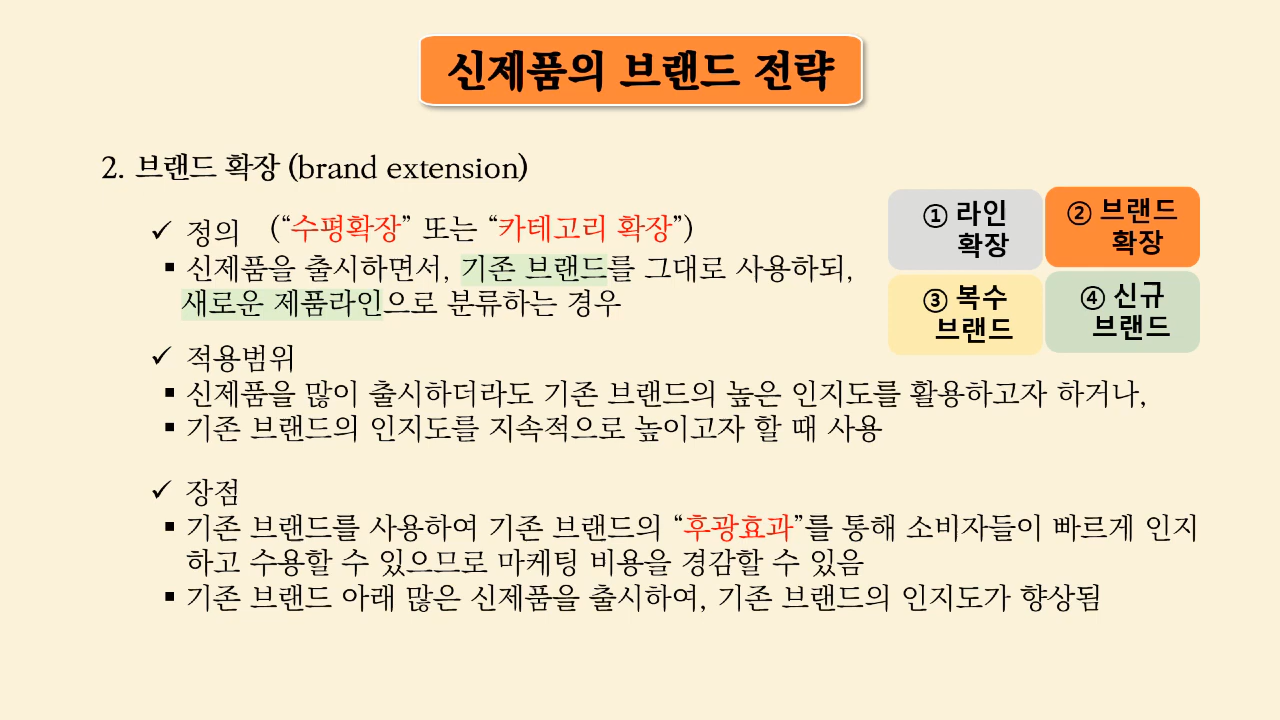 신제품의 브랜드 전략
2. 브랜드 확장 (brand extension)
✓ 정의 (“수평확장” 또는 “카테고리 확장”)
▪ 신제품을 출시하면서, 기존 브랜드를 그대로 사용하되,
새로운 제품라인으로 분류하는 경우
① 라인
확장
② 브랜드
확장
③ 복수
브랜드
④ 신규
브랜드
✓ 적용범위
▪ 신제품을 많이 출시하더라도 기존 브랜드의 높은 인지도를 활용하고자 하거나,
▪ 기존 브랜드의 인지도를 지속적으로 높이고자 할 때 사용
✓ 장점
▪ 기존 브랜드를 사용하여 기존 브랜드의 “후광효과”를 통해 소비자들이 빠르게 인지
하고 수용할 수 있으므로 마케팅 비용을 경감할 수 있음
▪ 기존 브랜드 아래 많은 신제품을 출시하여, 기존 브랜드의 인지도가 향상됨